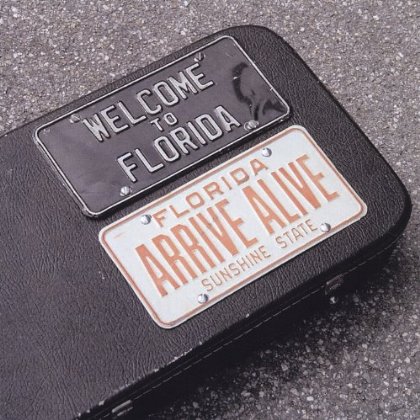 WELCOME
TO
FLORIDA
FLORIDA
ARRIVE ALIVE
SUNSHINE STATE